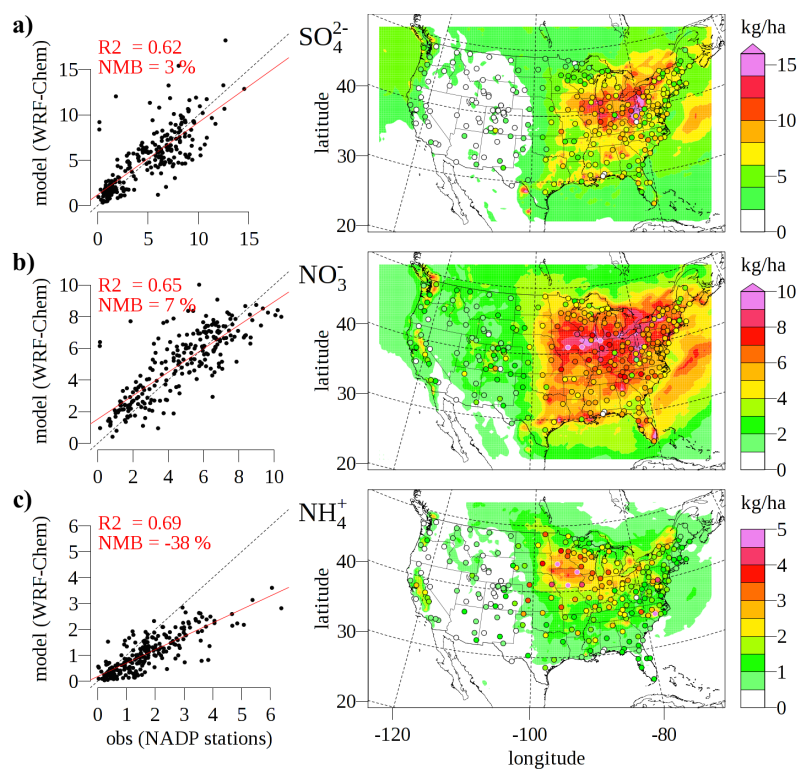 a)
R2 = 0.62
NMB = 3 %
SO₄²⁻
kg/ha
model (WRF-Chem)
15
10
5
0
0 5 10 15
latitude
40
30
20
15
10
5
0
b)
R2 = 0.65
NMB = 7 %
NO₃⁻
kg/ha
model (WRF-Chem)
10
8
6
4
2
0
0 2 4 6 8 10
latitude
40
30
20
10
8
6
4
2
0
c)
R2 = 0.69
NMB = -38 %
NH₄⁺
kg/ha
model (WRF-Chem)
6
5
4
3
2
1
0
0 1 2 3 4 5 6
obs (NADP stations)
latitude
40
30
20
-120 -100 -80
longitude
5
4
3
2
1
0